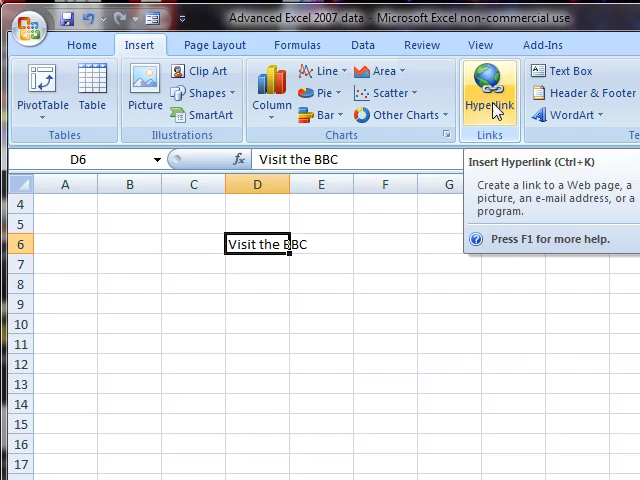 Advanced Excel 2007 data - Microsoft Excel non-commercial use
Home Insert Page Layout Formulas Data Review View Add-Ins
PivotTable Table Picture Clip Art Shapes SmartArt Column Line Pie Bar Area Scatter Other Charts Hyperlink Text Box Header & Footer WordArt
Tables Illustrations Charts Links Te
D6 fx Visit the BBC
Insert Hyperlink (Ctrl+K)
Create a link to a Web page, a
picture, an e-mail address, or a
program.
Press F1 for more help.
A B C D E F G
4
5
6 Visit the BBC
7
8
9
10
11
12
13
14
15
16
17